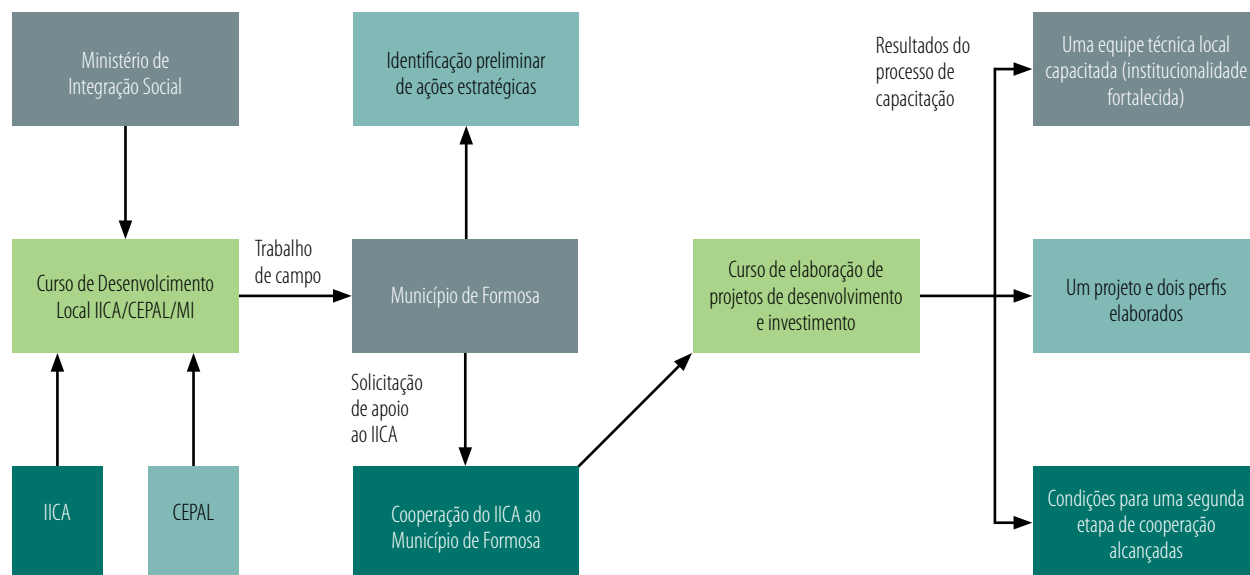 Ministério de
Integração Social
Identificação preliminar
de ações estratégicas
Resultados do
processo de
capacitação
Uma equipe técnica local
capacitada (institucionalidade
fortalecida)
Curso de Desenvolcimento
Local IICA/CEPAL/MI
Trabalho
de campo
Município de Formosa
Curso de elaboração de
projetos de desenvolvimento
e investimento
Um projeto e dois perfis
elaborados
Solicitação
de apoio
ao IICA
IICA
CEPAL
Cooperação do IICA ao
Município de Formosa
Condições para uma segunda
etapa de cooperação
alcançadas